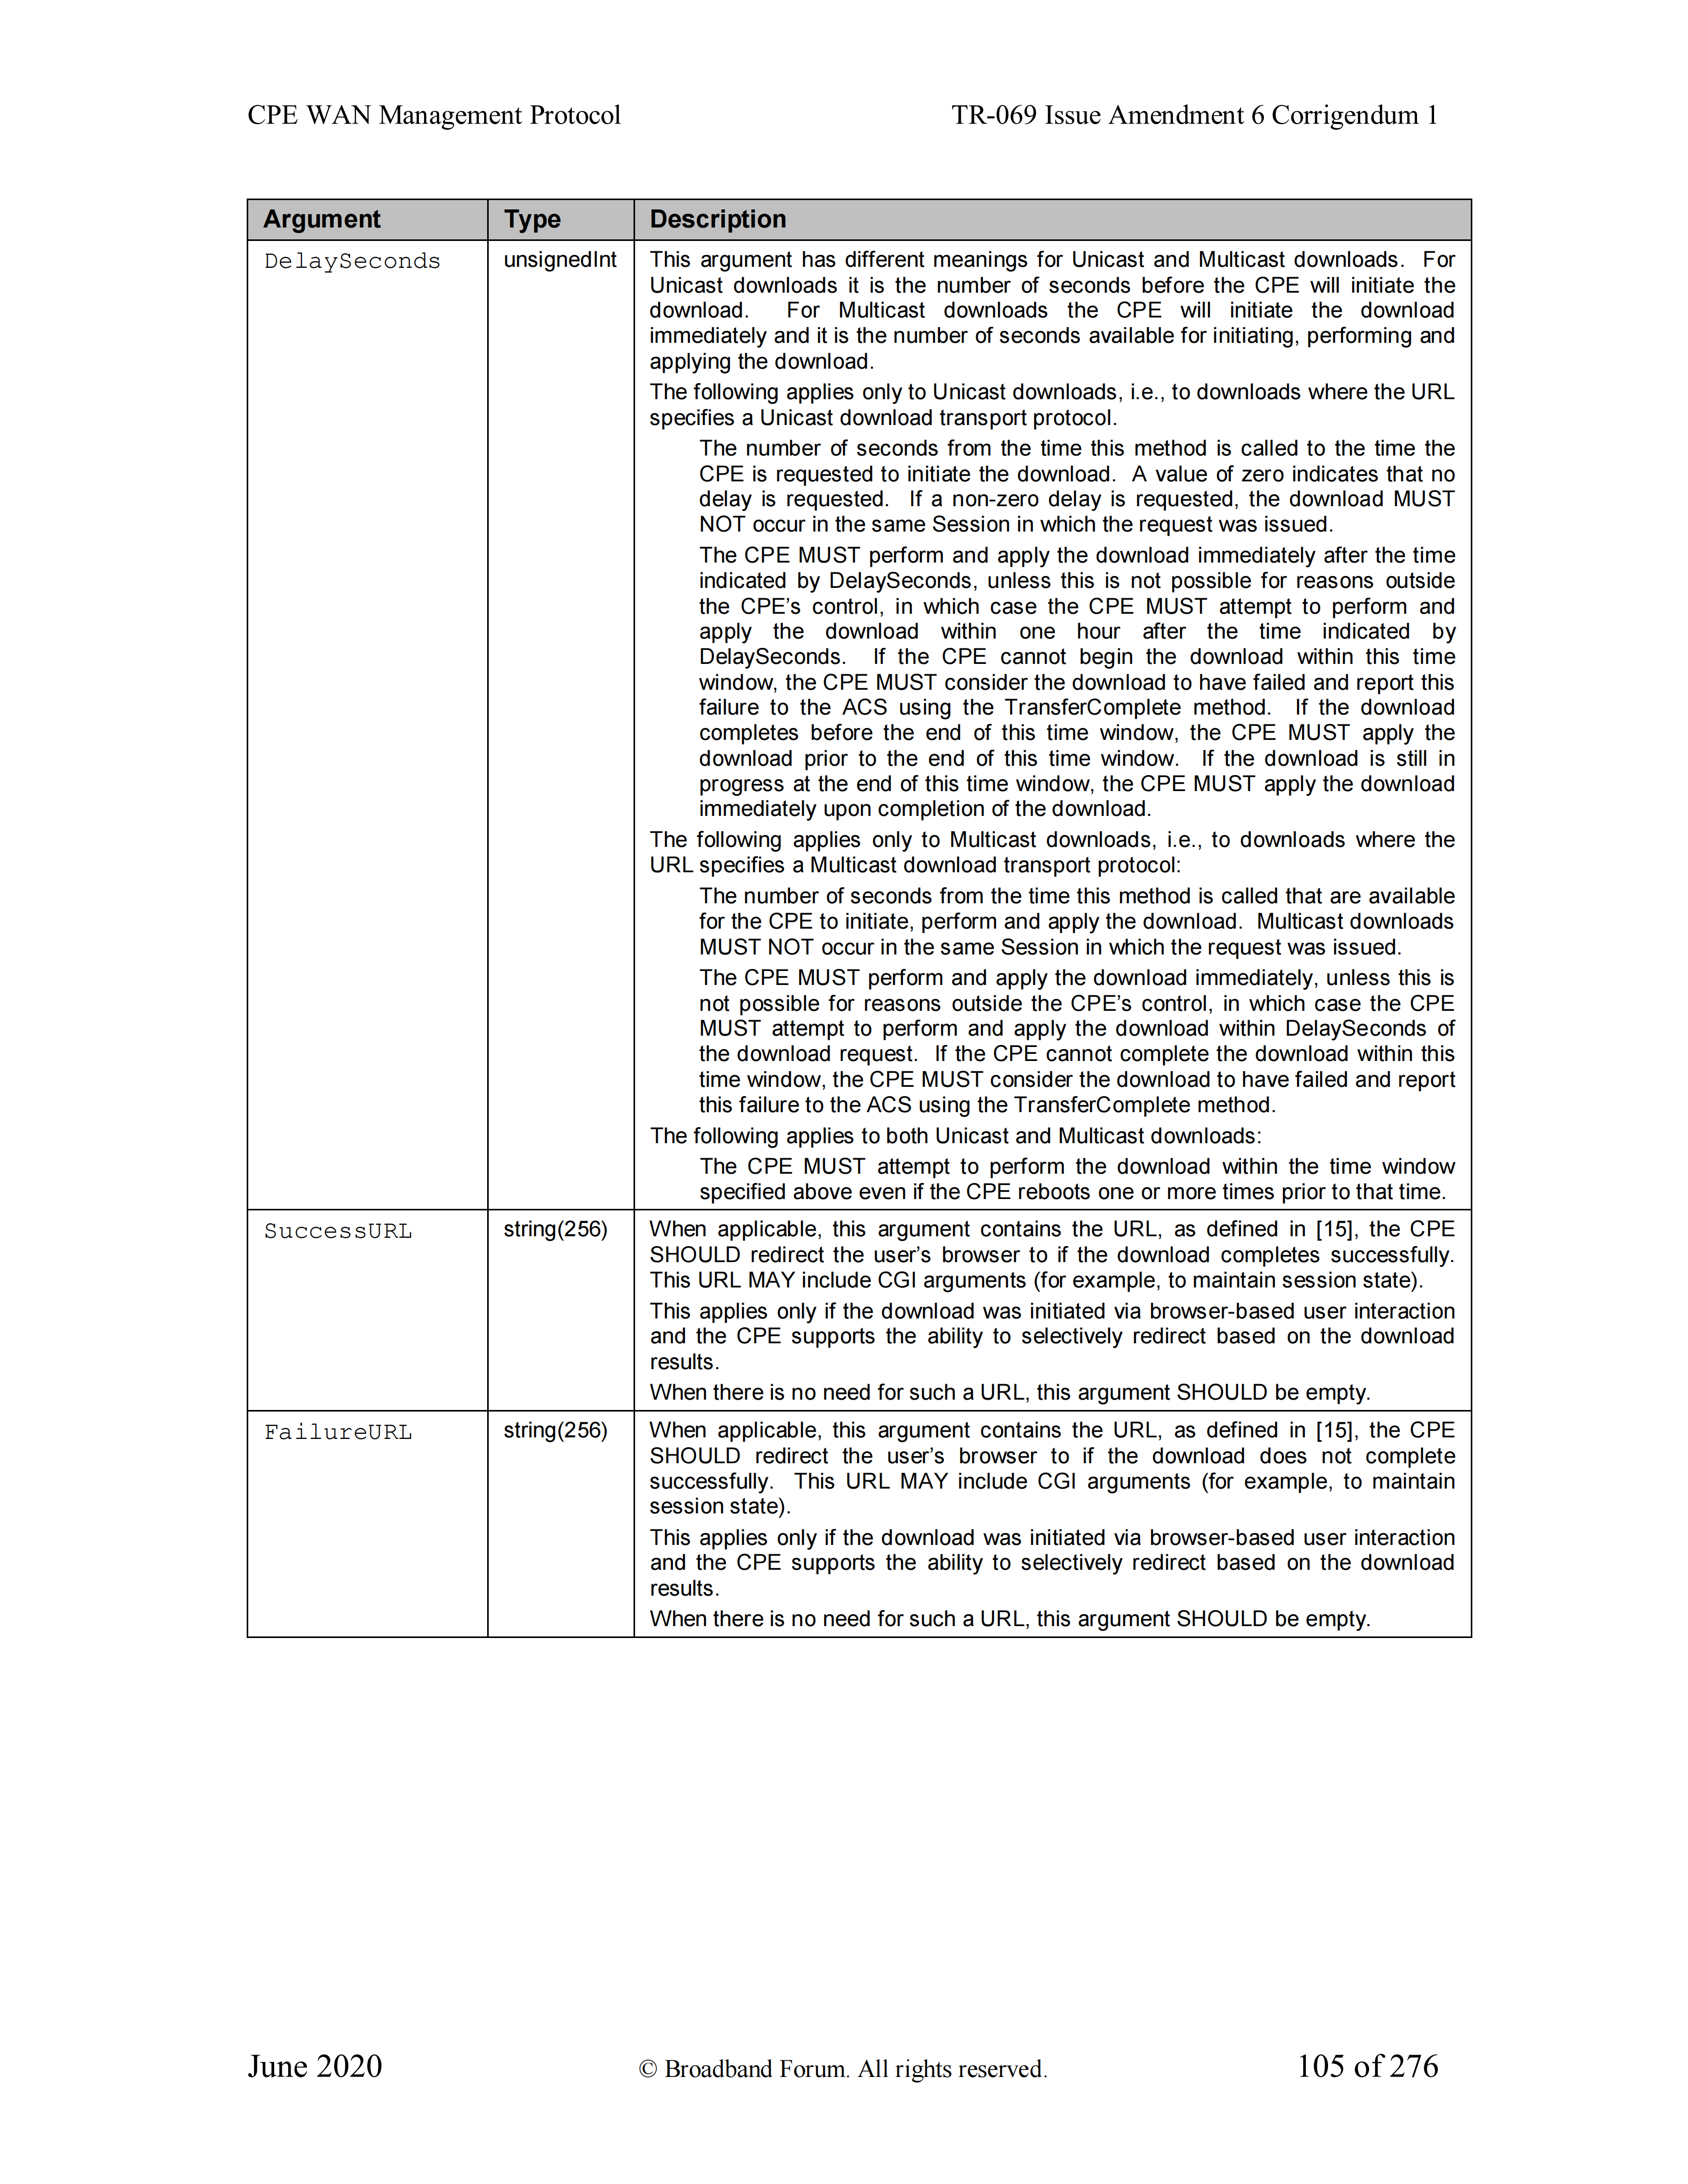 CPE WAN Management Protocol TR-069 Issue Amendment 6 Corrigendum 1
Argument Type Description
DelaySeconds unsignedInt This argument has different meanings for Unicast and Multicast downloads. For
Unicast downloads it is the number of seconds before the CPE will initiate the
download. For Multicast downloads the CPE will initiate the download
immediately and it is the number of seconds available for initiating, performing and
applying the download.
The following applies only to Unicast downloads, i.e., to downloads where the URL
specifies a Unicast download transport protocol.
The number of seconds from the time this method is called to the time the
CPE is requested to initiate the download. A value of zero indicates that no
delay is requested. If a non-zero delay is requested, the download MUST
NOT occur in the same Session in which the request was issued.
The CPE MUST perform and apply the download immediately after the time
indicated by DelaySeconds, unless this is not possible for reasons outside
the CPE’s control, in which case the CPE MUST attempt to perform and
apply the download within one hour after the time indicated by
DelaySeconds. If the CPE cannot begin the download within this time
window, the CPE MUST consider the download to have failed and report this
failure to the ACS using the TransferComplete method. If the download
completes before the end of this time window, the CPE MUST apply the
download prior to the end of this time window. If the download is still in
progress at the end of this time window, the CPE MUST apply the download
immediately upon completion of the download.
The following applies only to Multicast downloads, i.e., to downloads where the
URL specifies a Multicast download transport protocol:
The number of seconds from the time this method is called that are available
for the CPE to initiate, perform and apply the download. Multicast downloads
MUST NOT occur in the same Session in which the request was issued.
The CPE MUST perform and apply the download immediately, unless this is
not possible for reasons outside the CPE’s control, in which case the CPE
MUST attempt to perform and apply the download within DelaySeconds of
the download request. If the CPE cannot complete the download within this
time window, the CPE MUST consider the download to have failed and report
this failure to the ACS using the TransferComplete method.
The following applies to both Unicast and Multicast downloads:
The CPE MUST attempt to perform the download within the time window
specified above even if the CPE reboots one or more times prior to that time.
SuccessURL string(256) When applicable, this argument contains the URL, as defined in [15], the CPE
SHOULD redirect the user’s browser to if the download completes successfully.
This URL MAY include CGI arguments (for example, to maintain session state).
This applies only if the download was initiated via browser-based user interaction
and the CPE supports the ability to selectively redirect based on the download
results.
When there is no need for such a URL, this argument SHOULD be empty.
FailureURL string(256) When applicable, this argument contains the URL, as defined in [15], the CPE
SHOULD redirect the user’s browser to if the download does not complete
successfully. This URL MAY include CGI arguments (for example, to maintain
session state).
This applies only if the download was initiated via browser-based user interaction
and the CPE supports the ability to selectively redirect based on the download
results.
When there is no need for such a URL, this argument SHOULD be empty.
June 2020 © Broadband Forum. All rights reserved. 105 of 276